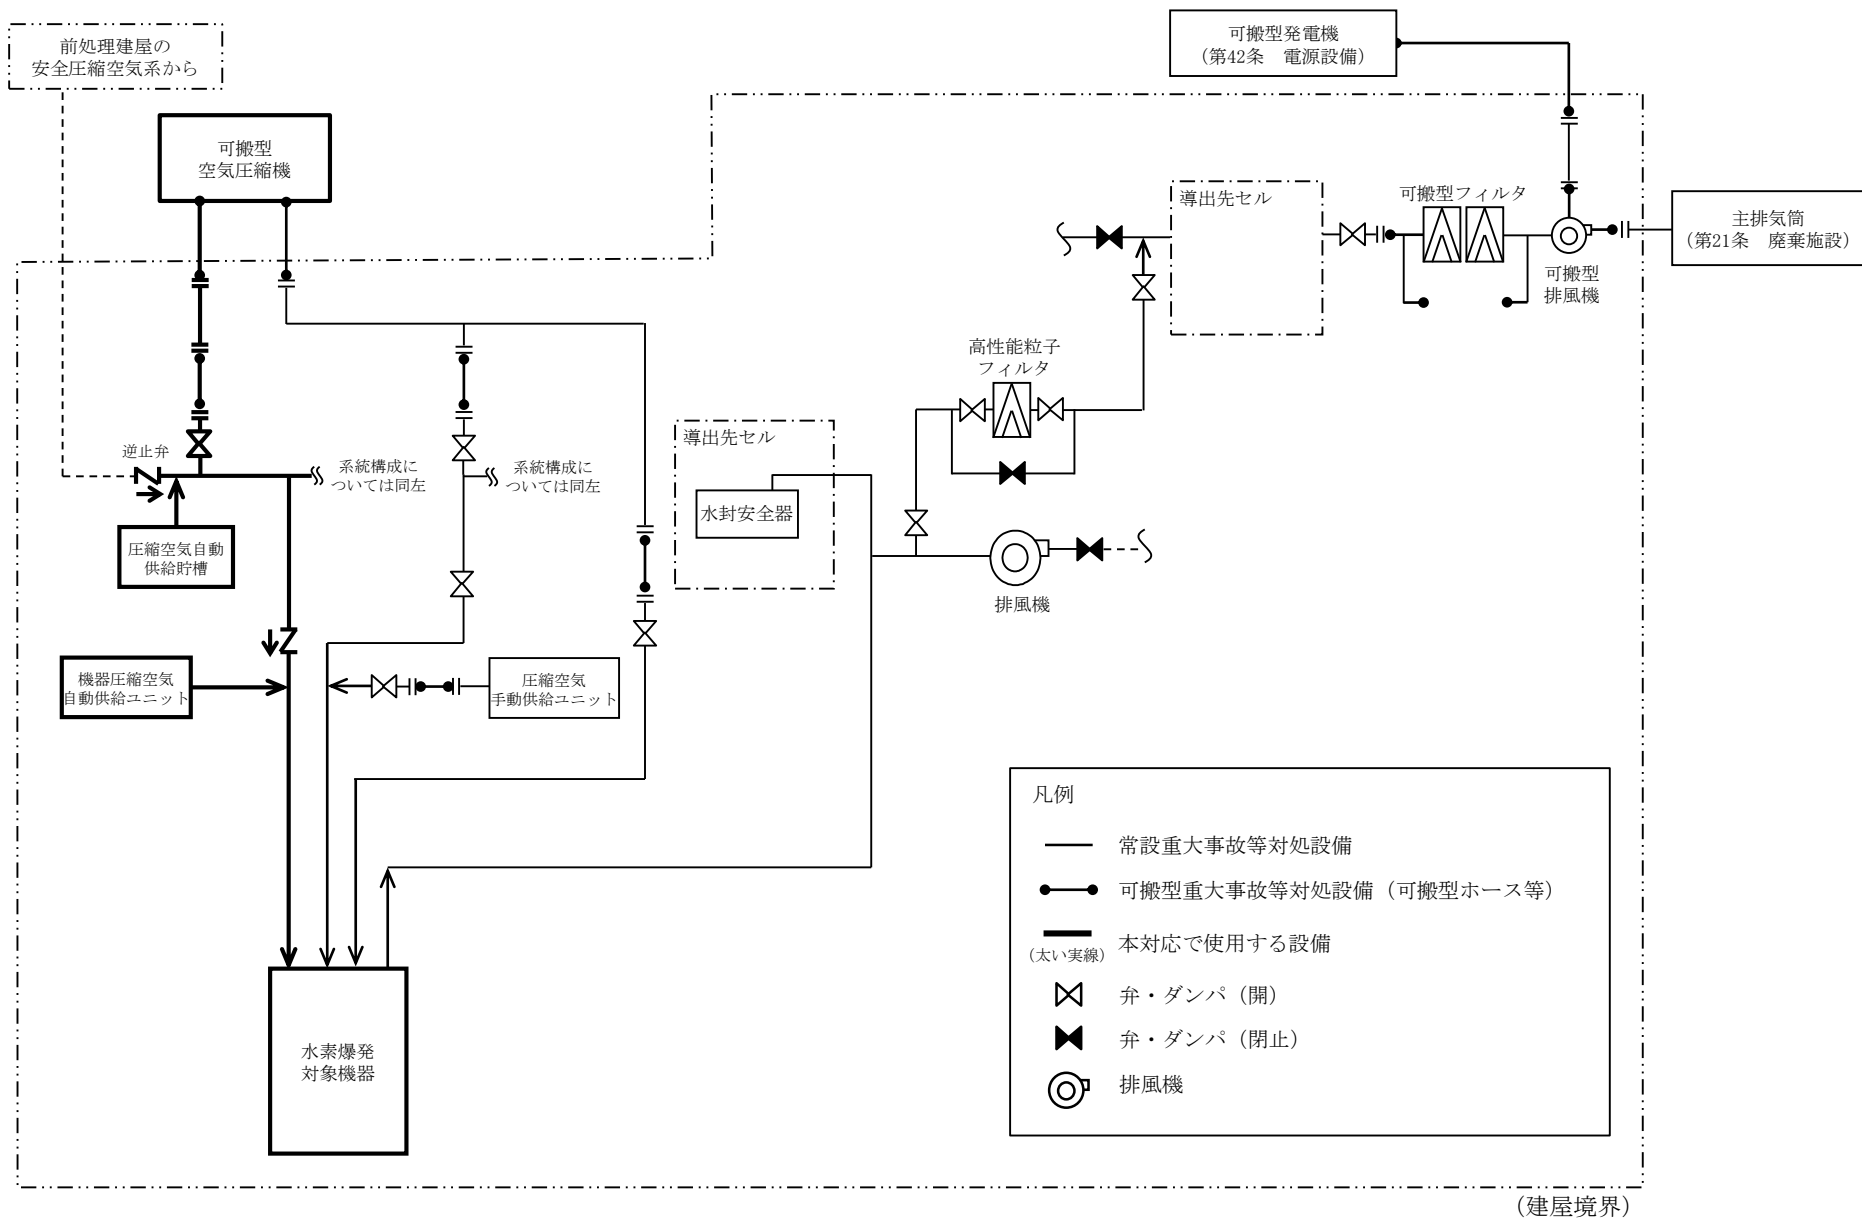 前処理建屋の
安全圧縮空気系から
可搬型発電機
（第42条　電源設備）
可搬型
空気圧縮機
導出先セル
可搬型フィルタ
主排気筒
（第21条　廃棄施設）
可搬型
排風機
高性能粒子
フィルタ
導出先セル
水封安全器
逆止弁
系統構成に
ついては同左
系統構成に
ついては同左
圧縮空気自動
供給貯槽
排風機
機器圧縮空気
自動供給ユニット
圧縮空気
手動供給ユニット
水素爆発
対象機器
凡例
常設重大事故等対処設備
可搬型重大事故等対処設備（可搬型ホース等）
本対応で使用する設備
（太い実線）
弁・ダンパ（開）
弁・ダンパ（閉止）
排風機
（建屋境界）